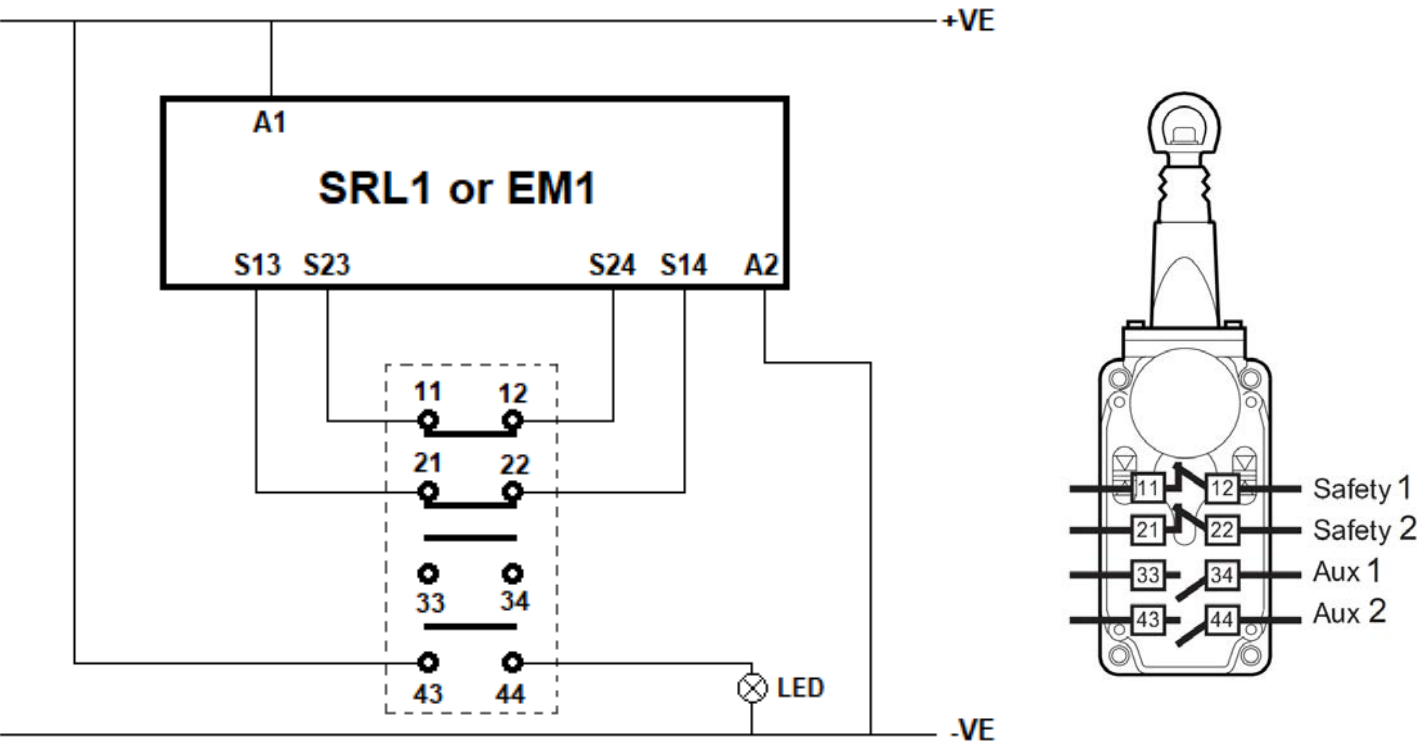 +VE
A1
SRL1 or EM1
S13 S23 S24 S14 A2
11 12
21 22
33 34
43 44
LED
-VE
11 12 Safety 1
21 22 Safety 2
33 34 Aux 1
43 44 Aux 2